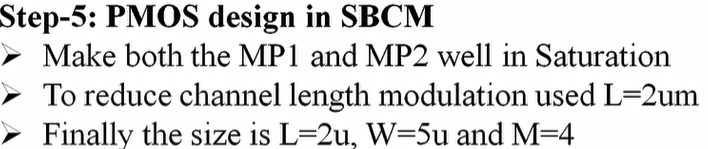 Step-5: PMOS design in SBCM
➤ Make both the MP1 and MP2 well in Saturation
➤ To reduce channel length modulation used L=2um
➤ Finally the size is L=2u, W=5u and M=4